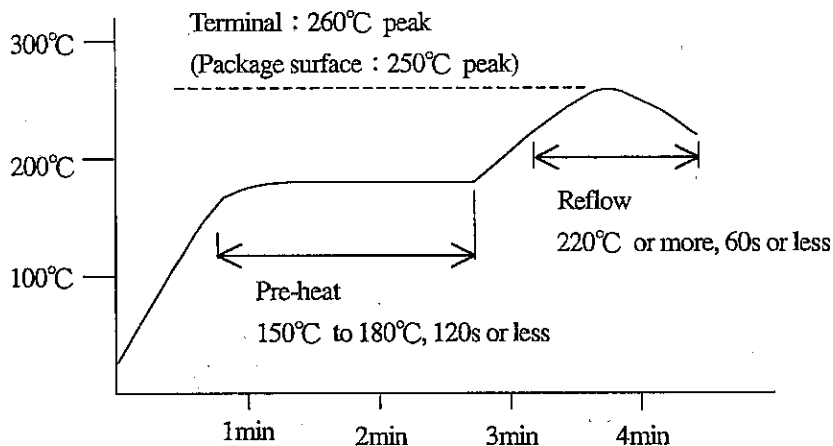 Terminal : 260℃ peak
(Package surface : 250℃ peak)
300℃
200℃
100℃
Reflow
220℃ or more, 60s or less
Pre-heat
150℃ to 180℃, 120s or less
1min
2min
3min
4min